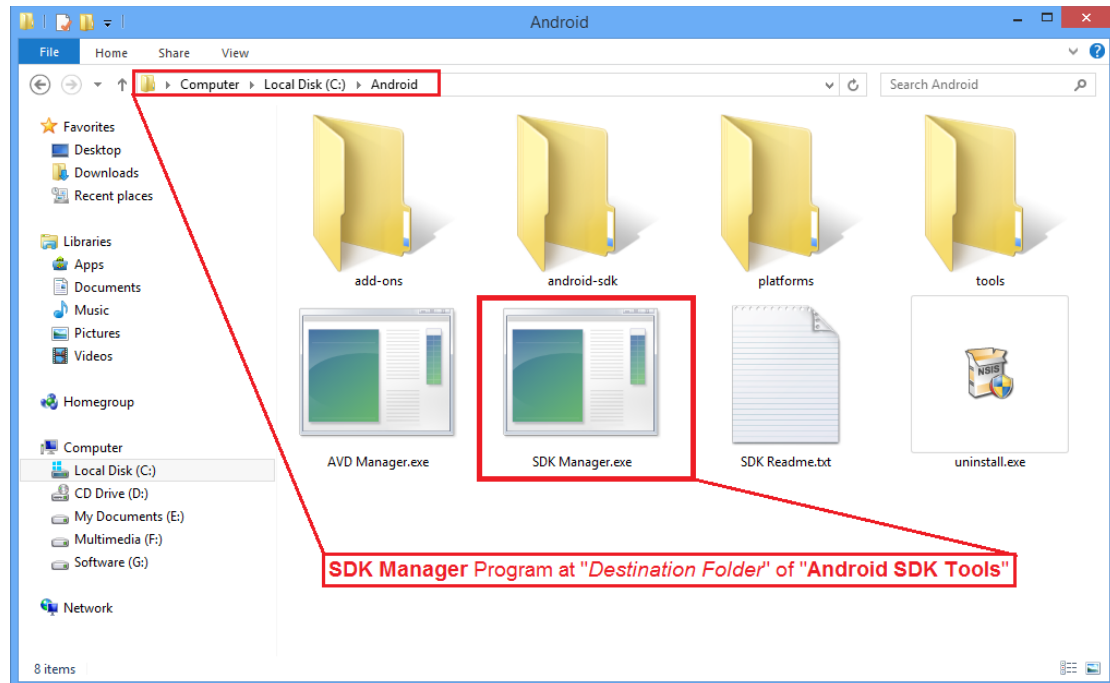 Android
File Home Share View
Computer Local Disk (C:) Android
Search Android
Favorites
Desktop
Downloads
Recent places
Libraries
Apps
Documents
Music
Pictures
Videos
Homegroup
Computer
Local Disk (C:)
CD Drive (D:)
My Documents (E:)
Multimedia (F:)
Software (G:)
Network
add-ons android-sdk platforms tools
NSIS
AVD Manager.exe SDK Manager.exe SDK Readme.txt uninstall.exe
SDK Manager Program at "Destination Folder" of "Android SDK Tools"
8 items